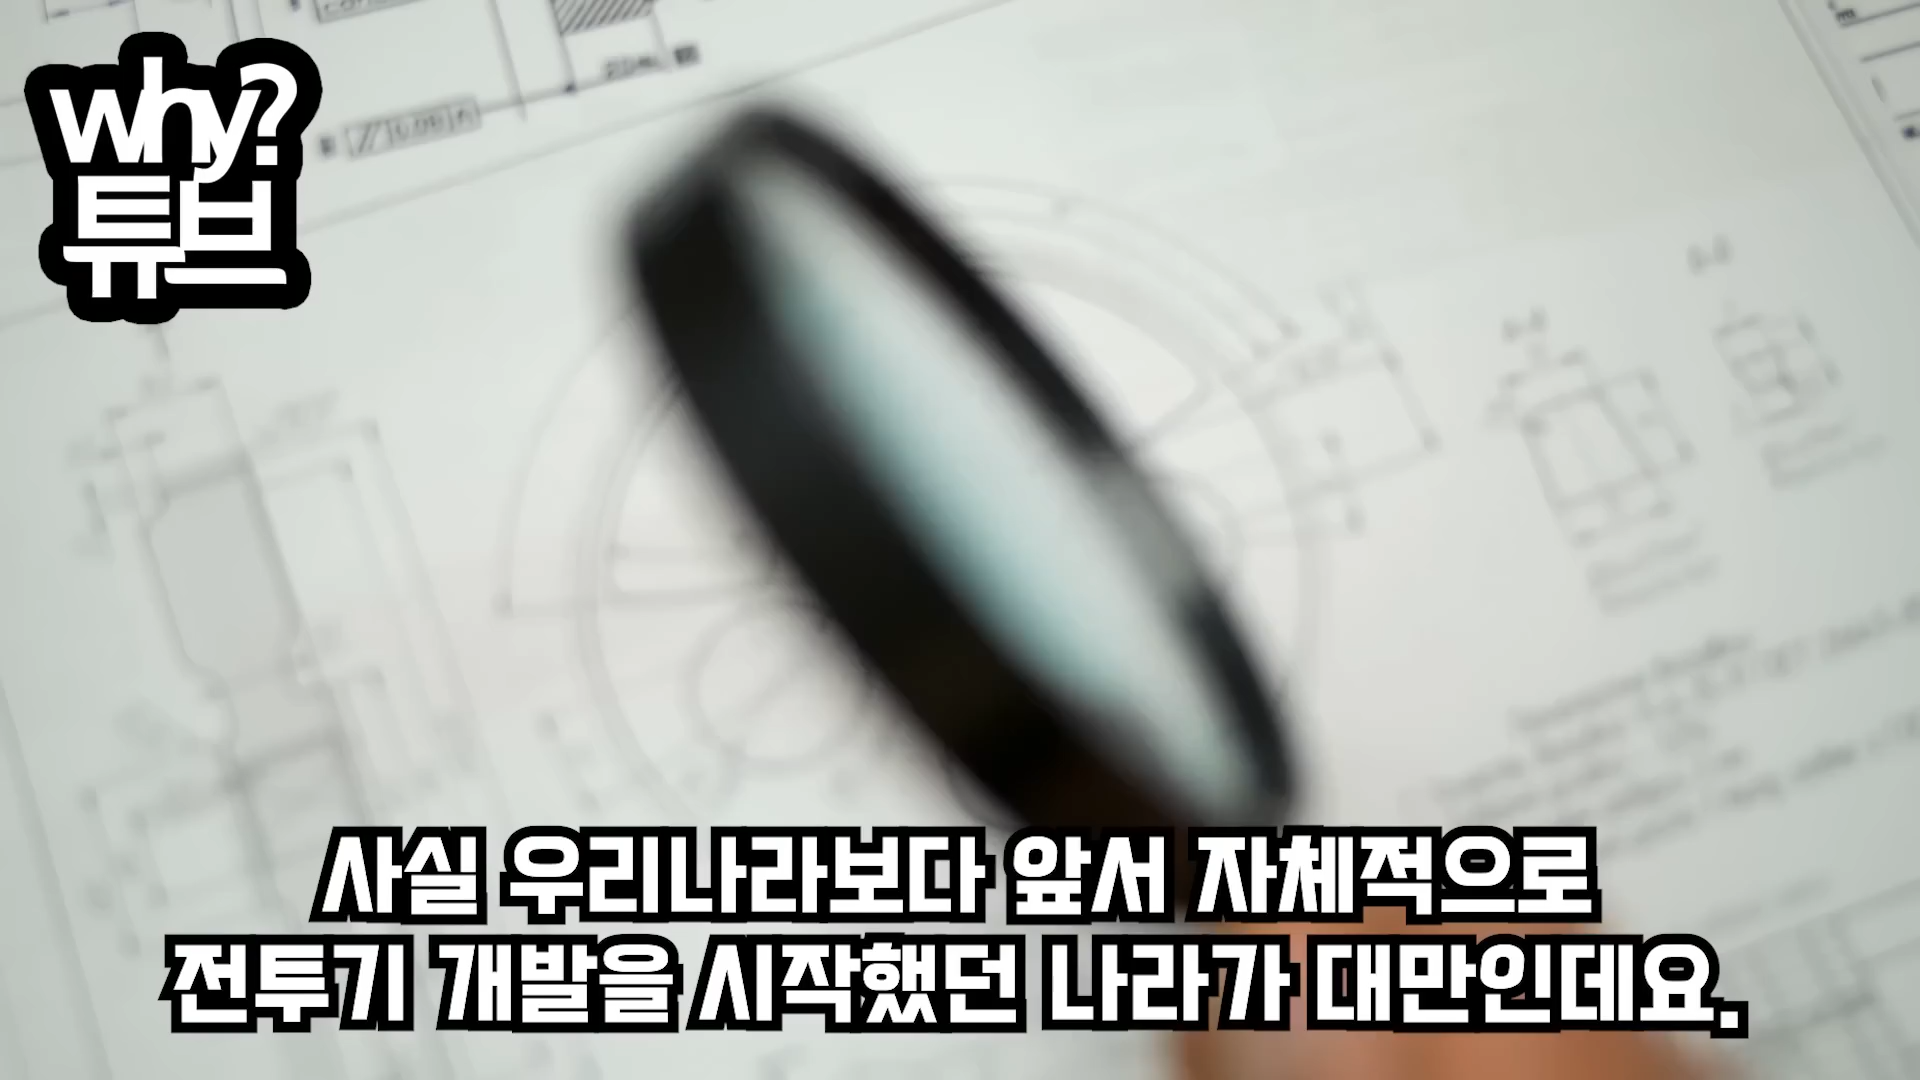 why?
튜브
사실 우리나라보다 앞서 자체적으로
전투기 개발을 시작했던 나라가 대만인데요.